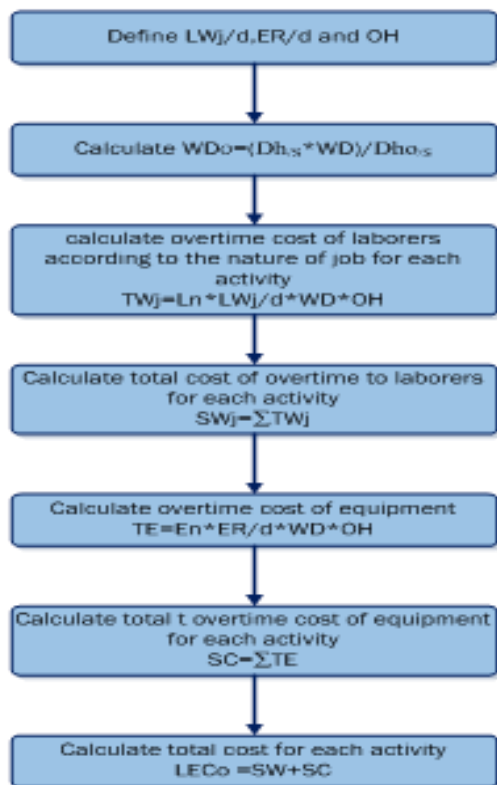 Define LWj/d,ER/d and OH
Calculate WDo=(Dh/s*WD)/Dho/s
calculate overtime cost of laborers
according to the nature of job for each
activity
TWj=Ln*LWj/d*WD*OH
Calculate total cost of overtime to laborers
for each activity
SWj=∑TWj
Calculate overtime cost of equipment
TE=En*ER/d*WD*OH
Calculate total t overtime cost of equipment
for each activity
SC=∑TE
Calculate total cost for each activity
LECo =SW+SC